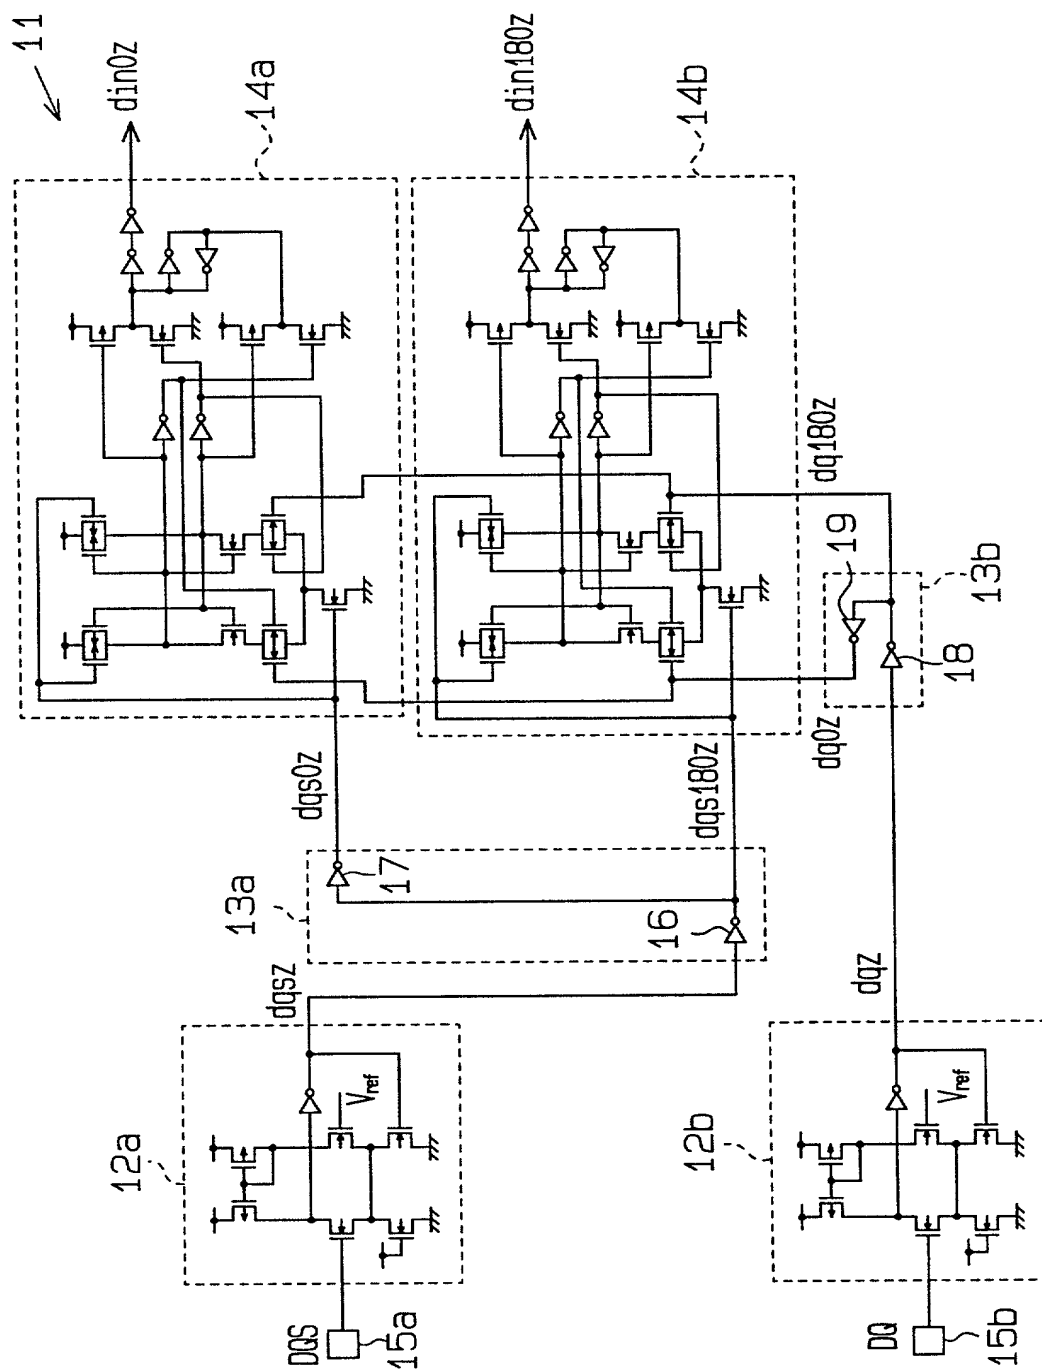 11
din0z
din180z
14a
14b
dq180z
19
13b
18
dq0z
dqs0z
dqs180z
17
13a
16
dqsz
dqz
Vref
12a
Vref
12b
DQS
15a
DQ
15b